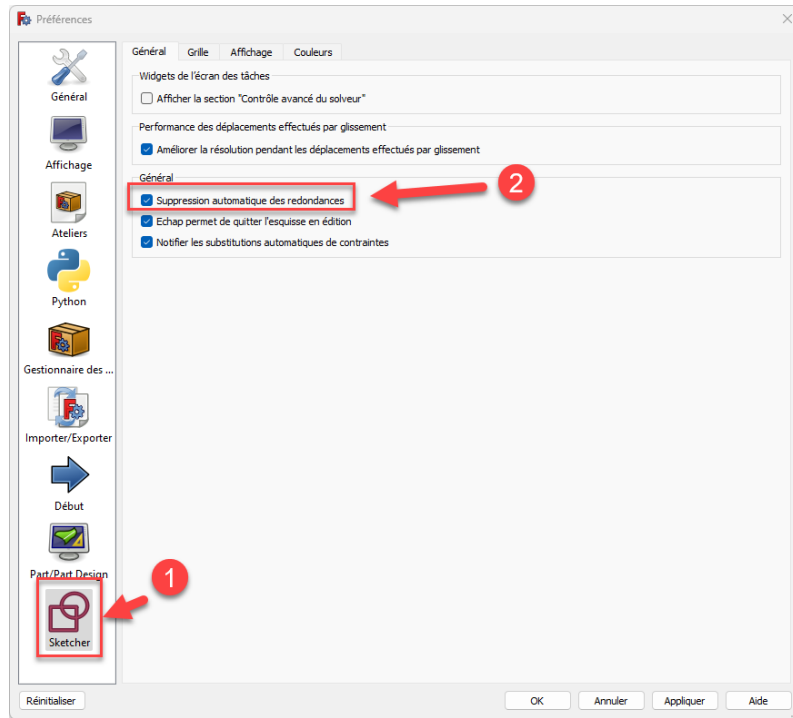 Préférences
Général
Affichage
Ateliers
Python
Gestionnaire des ...
Importer/Exporter
Début
Part/Part Design
1
Sketcher
Général Grille Affichage Couleurs
Widgets de l'écran des tâches
Afficher la section "Contrôle avancé du solveur"
Performance des déplacements effectués par glissement
Améliorer la résolution pendant les déplacements effectués par glissement
Général
2
Suppression automatique des redondances
Echap permet de quitter l'esquisse en édition
Notifier les substitutions automatiques de contraintes
Réinitialiser OK Annuler Appliquer Aide